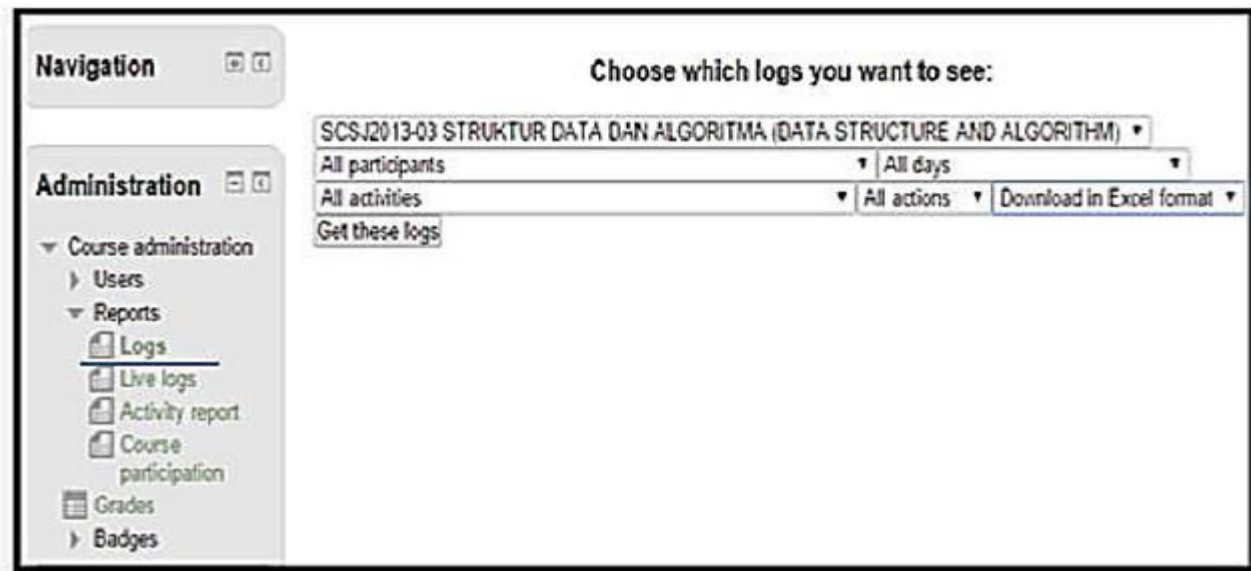 Navigation
Administration
Course administration
Users
Reports
Logs
Live logs
Activity report
Course
participation
Grades
Badges
Choose which logs you want to see:
SCSJ2013-03 STRUKTUR DATA DAN ALGORITMA (DATA STRUCTURE AND ALGORITHM)
All participants All days
All activities All actions Download in Excel format
Get these logs